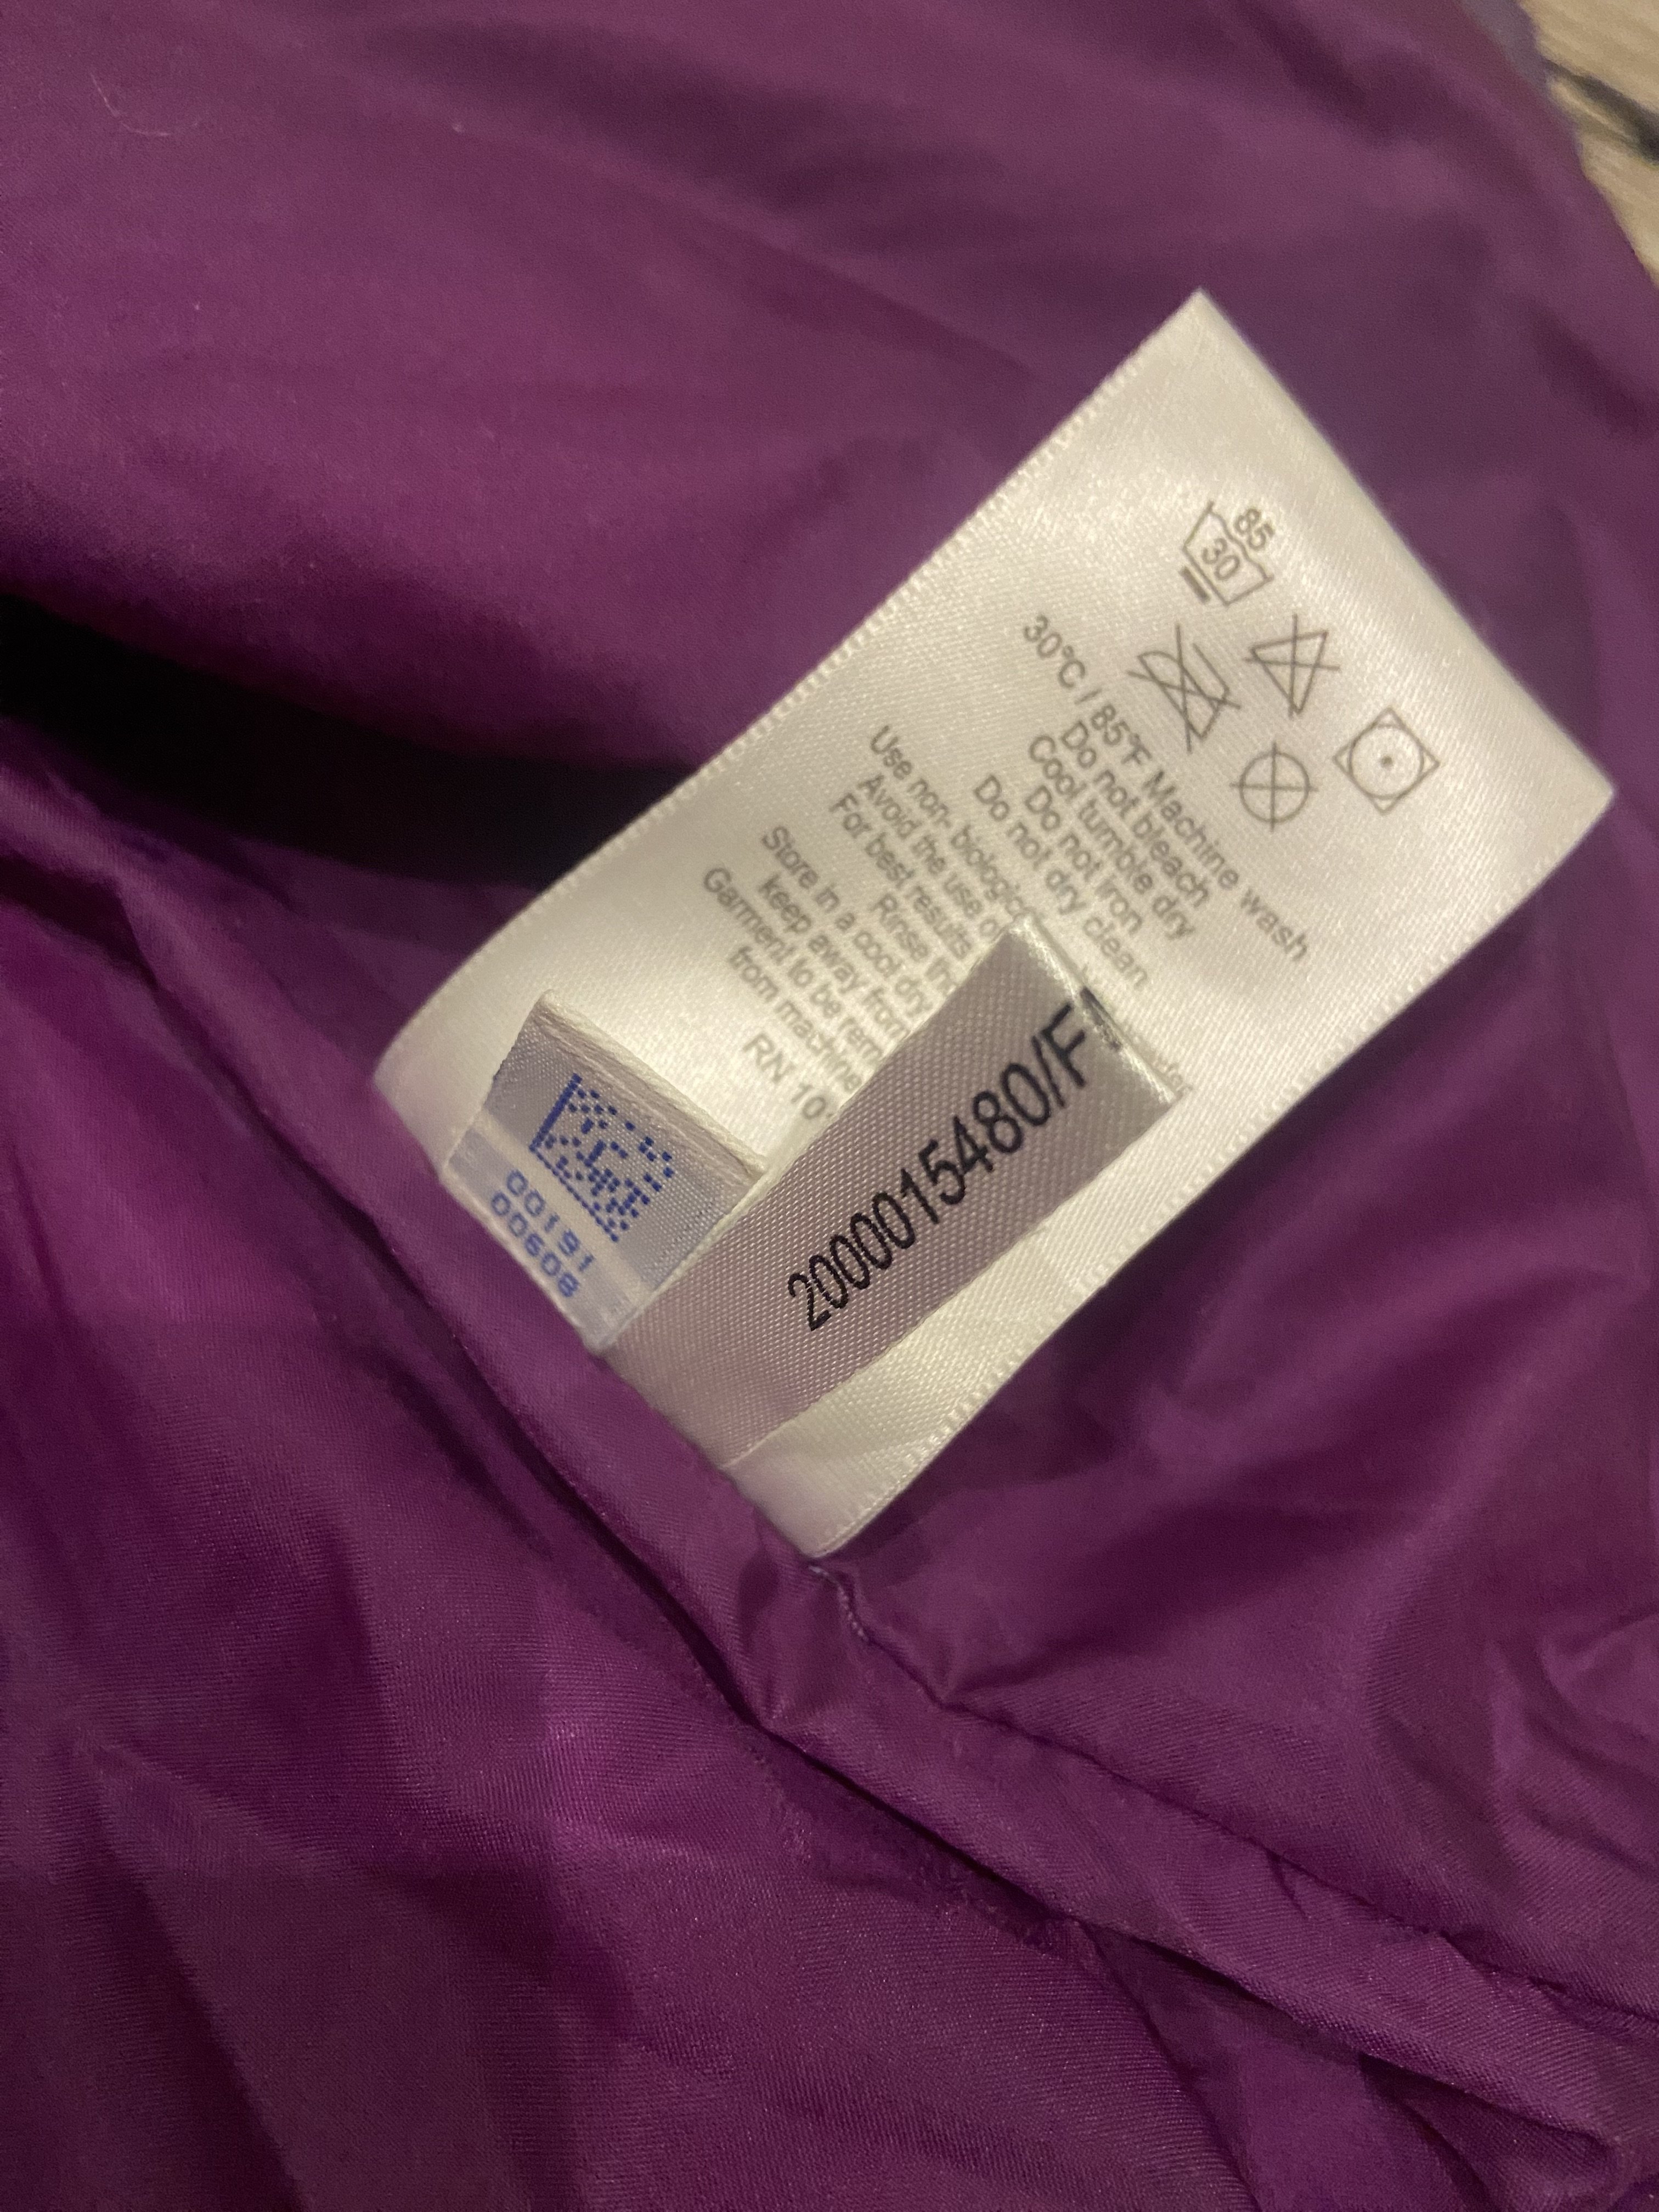 85
30
30°C / 85°F Machine wash
Do not bleach
Cool tumble dry
Do not iron
Do not dry clean
Use non-
Avoid the use
For best results
Rinse
Store in a cool dry
keep away from
Garment to be
from machine
RN
2000015480/F
00191
00608